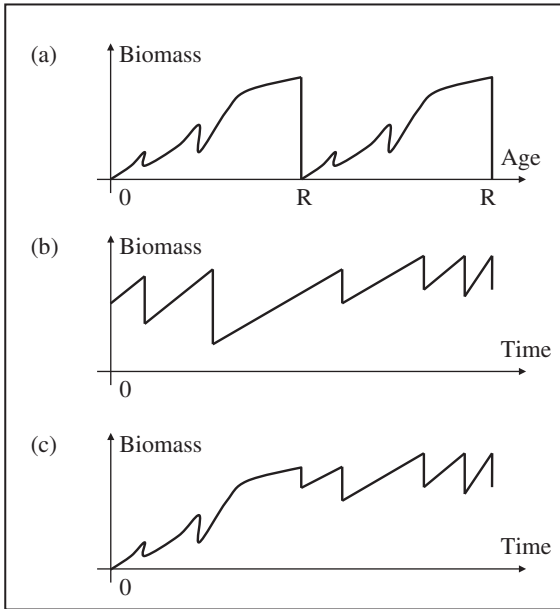 (a)
Biomass
Age
0 R R
(b)
Biomass
Time
0
(c)
Biomass
Time
0